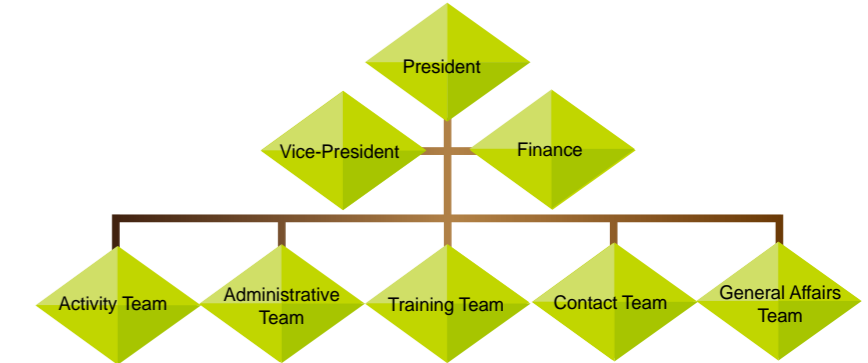 President
Vice-President
Finance
Activity Team
Administrative
Team
Training Team
Contact Team
General Affairs
Team